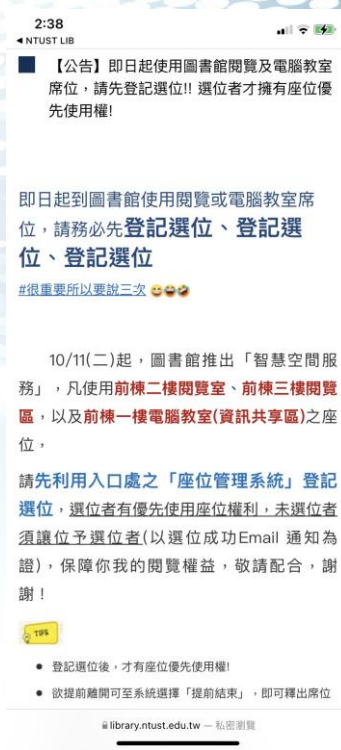 2:38
◀ NTUST LIB
【公告】即日起使用圖書館閱覽及電腦教室
席位，請先登記選位!! 選位者才擁有座位優
先使用權!
即日起到圖書館使用閱覽或電腦教室席
位，請務必先登記選位、登記選
位、登記選位
#很重要所以要說三次 😄😂🤣
10/11(二)起，圖書館推出「智慧空間服
務」，凡使用前棟二樓閱覽室、前棟三樓閱覽
區，以及前棟一樓電腦教室(資訊共享區)之座
位，
請先利用入口處之「座位管理系統」登記
選位，選位者有優先使用座位權利，未選位者
須讓位予選位者(以選位成功Email 通知為
證)，保障你我的閱覽權益，敬請配合，謝
謝！
TIPS
• 登記選位後，才有座位優先使用權!
• 欲提前離開可至系統選擇「提前結束」，即可釋出席位
library.ntust.edu.tw — 私密瀏覽